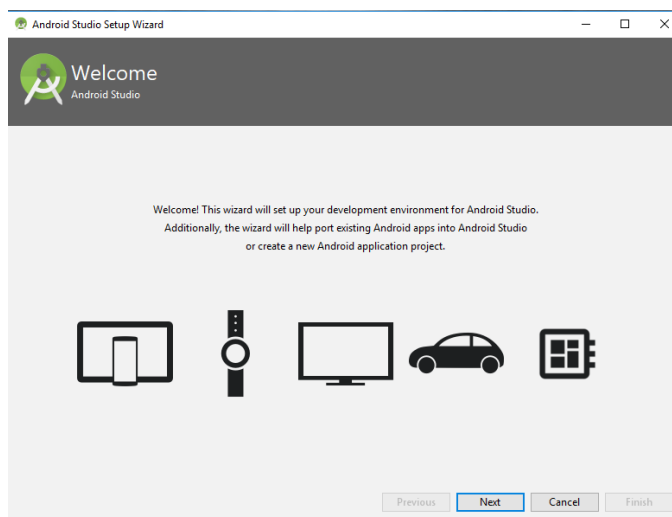 Android Studio Setup Wizard
Welcome
Android Studio
Welcome! This wizard will set up your development environment for Android Studio.
Additionally, the wizard will help port existing Android apps into Android Studio
or create a new Android application project.
Previous Next Cancel Finish